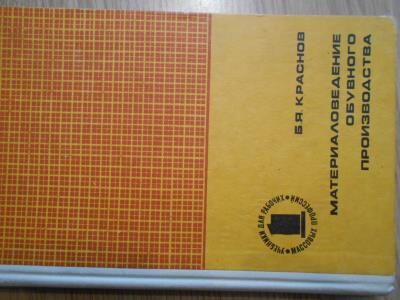 Б.Я. КРАСНОВ
МАТЕРИАЛОВЕДЕНИЕ
ОБУВНОГО
ПРОИЗВОДСТВА
УЧЕБНИКИ ДЛЯ РАБОЧИХ
МАССОВЫХ ПРОФЕССИЙ